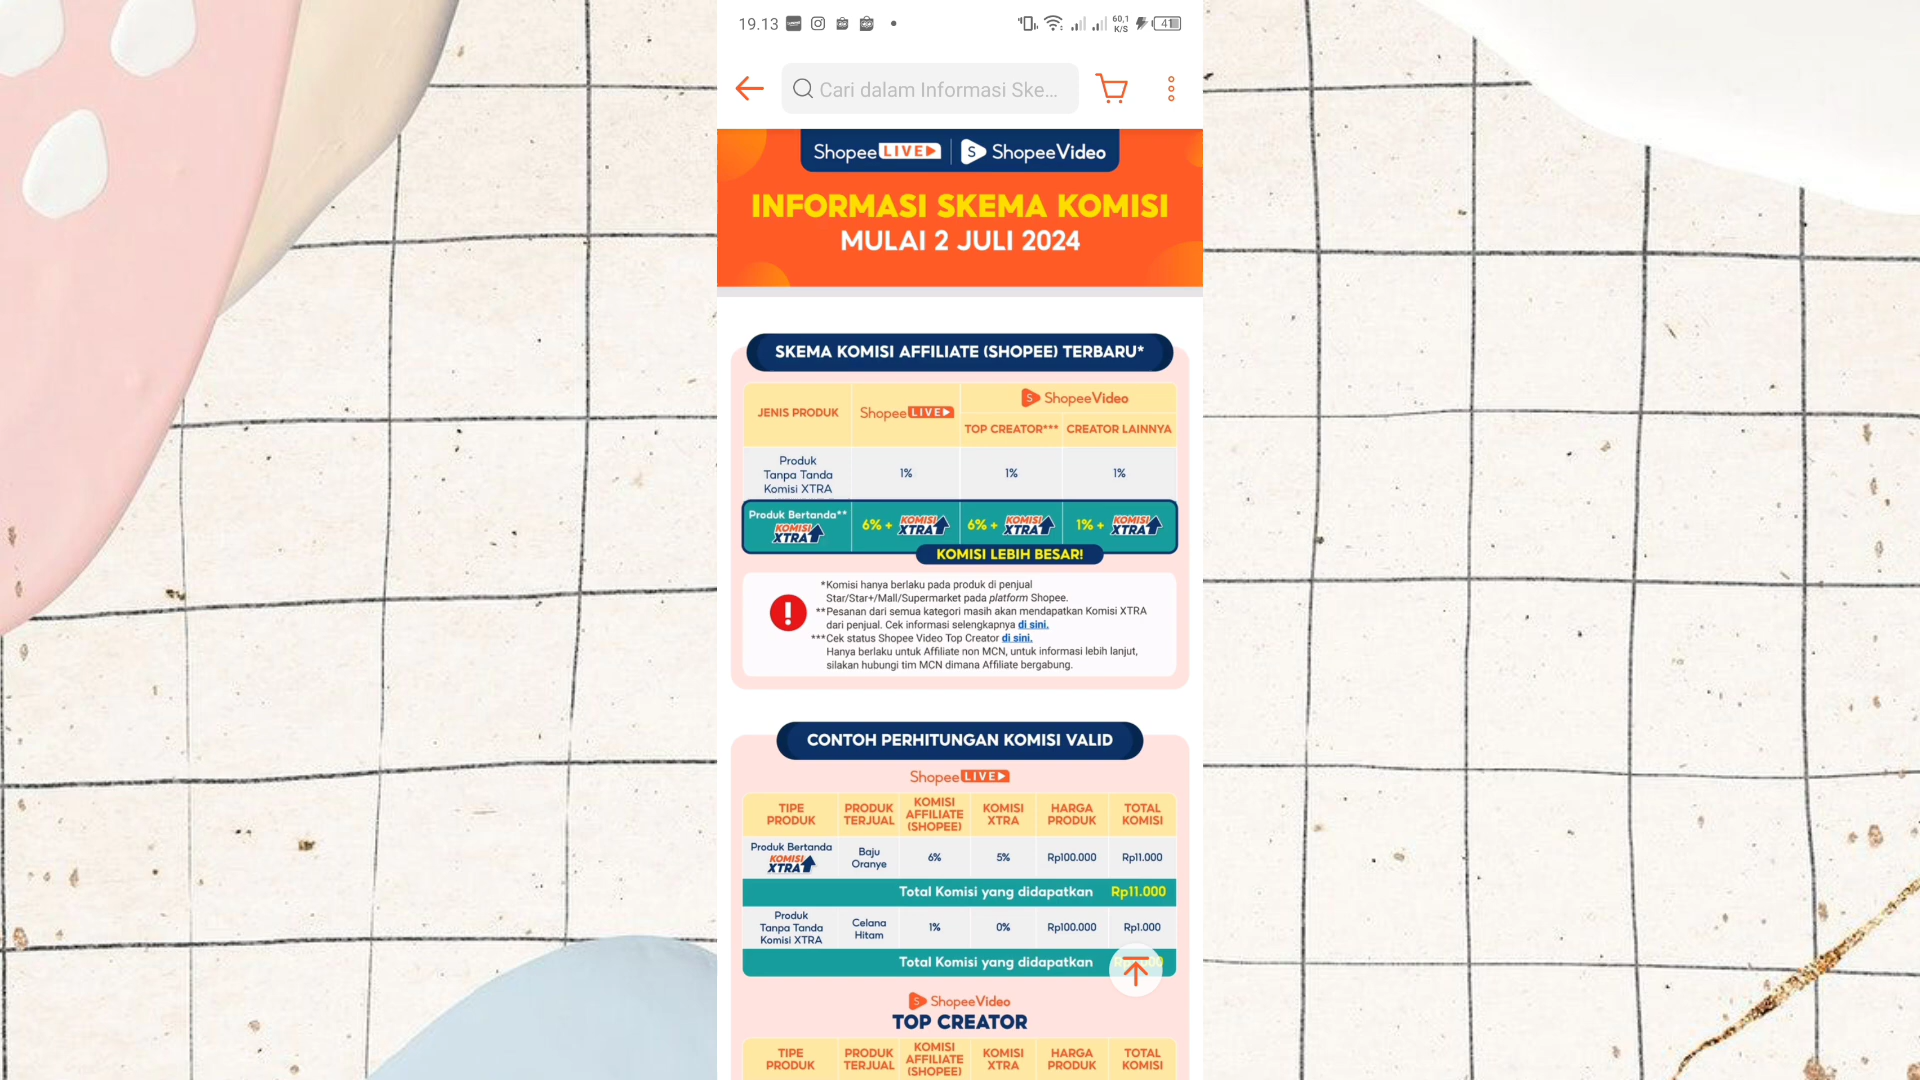 19.13
60,1
K/S
41
Cari dalam Informasi Ske...
Shopee LIVE | S ShopeeVideo
INFORMASI SKEMA KOMISI
MULAI 2 JULI 2024
SKEMA KOMISI AFFILIATE (SHOPEE) TERBARU*
JENIS PRODUK
Shopee LIVE
S ShopeeVideo
TOP CREATOR***
CREATOR LAINNYA
Produk
Tanpa Tanda
Komisi XTRA
1%
1%
1%
Produk Bertanda**
KOMISI
XTRA
6% + KOMISI XTRA
6% + KOMISI XTRA
1% + KOMISI XTRA
KOMISI LEBIH BESAR!
*Komisi hanya berlaku pada produk di penjual
Star/Star+/Mall/Supermarket pada platform Shopee.
**Pesanan dari semua kategori masih akan mendapatkan Komisi XTRA
dari penjual. Cek informasi selengkapnya di sini.
***Cek status Shopee Video Top Creator di sini.
Hanya berlaku untuk Affiliate non MCN, untuk informasi lebih lanjut,
silakan hubungi tim MCN dimana Affiliate bergabung.
CONTOH PERHITUNGAN KOMISI VALID
Shopee LIVE
TIPE
PRODUK
PRODUK
TERJUAL
KOMISI
AFFILIATE
(SHOPEE)
KOMISI
XTRA
HARGA
PRODUK
TOTAL
KOMISI
Produk Bertanda
KOMISI
XTRA
Baju
Oranye
6%
5%
Rp100.000
Rp11.000
Total Komisi yang didapatkan Rp11.000
Produk
Tanpa Tanda
Komisi XTRA
Celana
Hitam
1%
0%
Rp100.000
Rp1.000
Total Komisi yang didapatkan
S ShopeeVideo
TOP CREATOR
TIPE
PRODUK
PRODUK
TERJUAL
KOMISI
AFFILIATE
(SHOPEE)
KOMISI
XTRA
HARGA
PRODUK
TOTAL
KOMISI